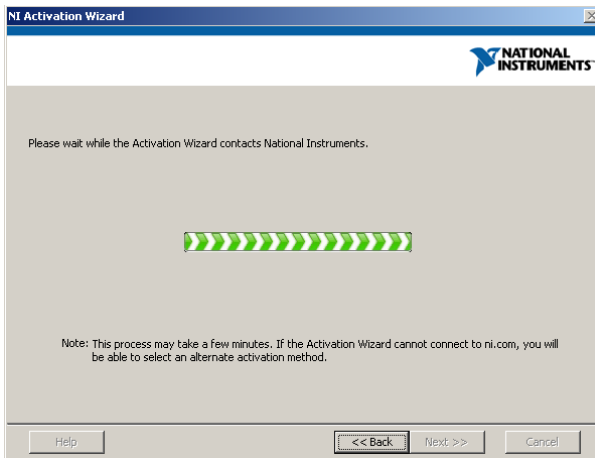 NI Activation Wizard
NATIONAL
INSTRUMENTS
Please wait while the Activation Wizard contacts National Instruments.
Note: This process may take a few minutes. If the Activation Wizard cannot connect to ni.com, you will
be able to select an alternate activation method.
Help
<< Back
Next >>
Cancel